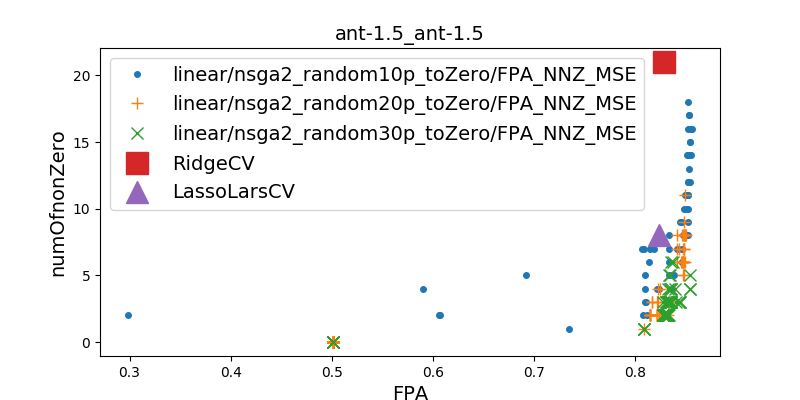 ant-1.5_ant-1.5
linear/nsga2_random10p_toZero/FPA_NNZ_MSE
linear/nsga2_random20p_toZero/FPA_NNZ_MSE
linear/nsga2_random30p_toZero/FPA_NNZ_MSE
RidgeCV
LassoLarsCV
numOfnonZero
20
15
10
5
0
0.3 0.4 0.5 0.6 0.7 0.8
FPA